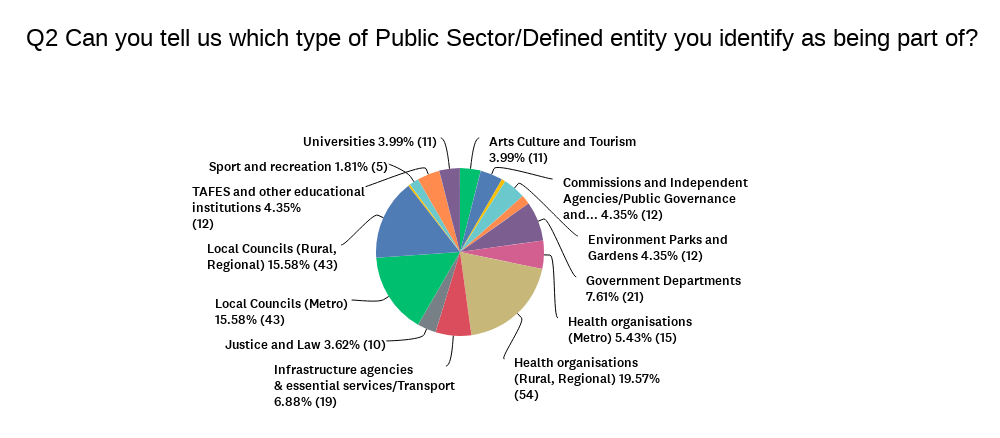 Q2 Can you tell us which type of Public Sector/Defined entity you identify as being part of?
Universities 3.99% (11)
Arts Culture and Tourism
3.99% (11)
Sport and recreation 1.81% (5)
Commissions and Independent
Agencies/Public Governance
and... 4.35% (12)
TAFES and other educational
institutions 4.35%
(12)
Environment Parks and
Gardens 4.35% (12)
Local Councils (Rural,
Regional) 15.58% (43)
Government Departments
7.61% (21)
Local Councils (Metro)
15.58% (43)
Health organisations
(Metro) 5.43% (15)
Justice and Law 3.62% (10)
Health organisations
(Rural, Regional) 19.57%
(54)
Infrastructure agencies
& essential services/Transport
6.88% (19)